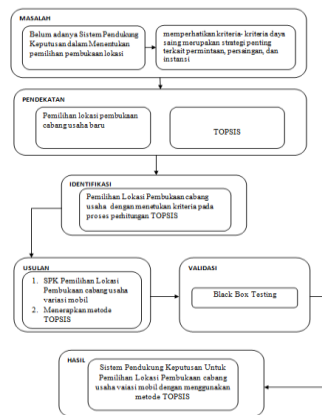 MASALAH
Belum adanya Sistem Pendukung
Keputusan dalam Menentukan
pemilihan pembukaan lokasi
memperhatikan kriteria- kriteria daya
saing merupakan strategi penting
terkait permintaan, persaingan, dan
instansi
PENDEKATAN
Pemilihan lokasi pembukaan
cabang usaha baru
TOPSIS
IDENTIFIKASI
Pemilihan Lokasi Pembukaan cabang
usaha dengan menetukan kriteria pada
proses perhitungan TOPSIS
USULAN
1. SPK Pemilihan Lokasi
Pembukaan cabang usaha
variasi mobil
2. Menerapkan metode
TOPSIS
VALIDASI
Black Box Testing
HASIL
Sistem Pendukung Keputusan Untuk
Pemilihan Lokasi Pembukaan cabang
usaha vaiasi mobil dengan menggunakan
metode TOPSIS